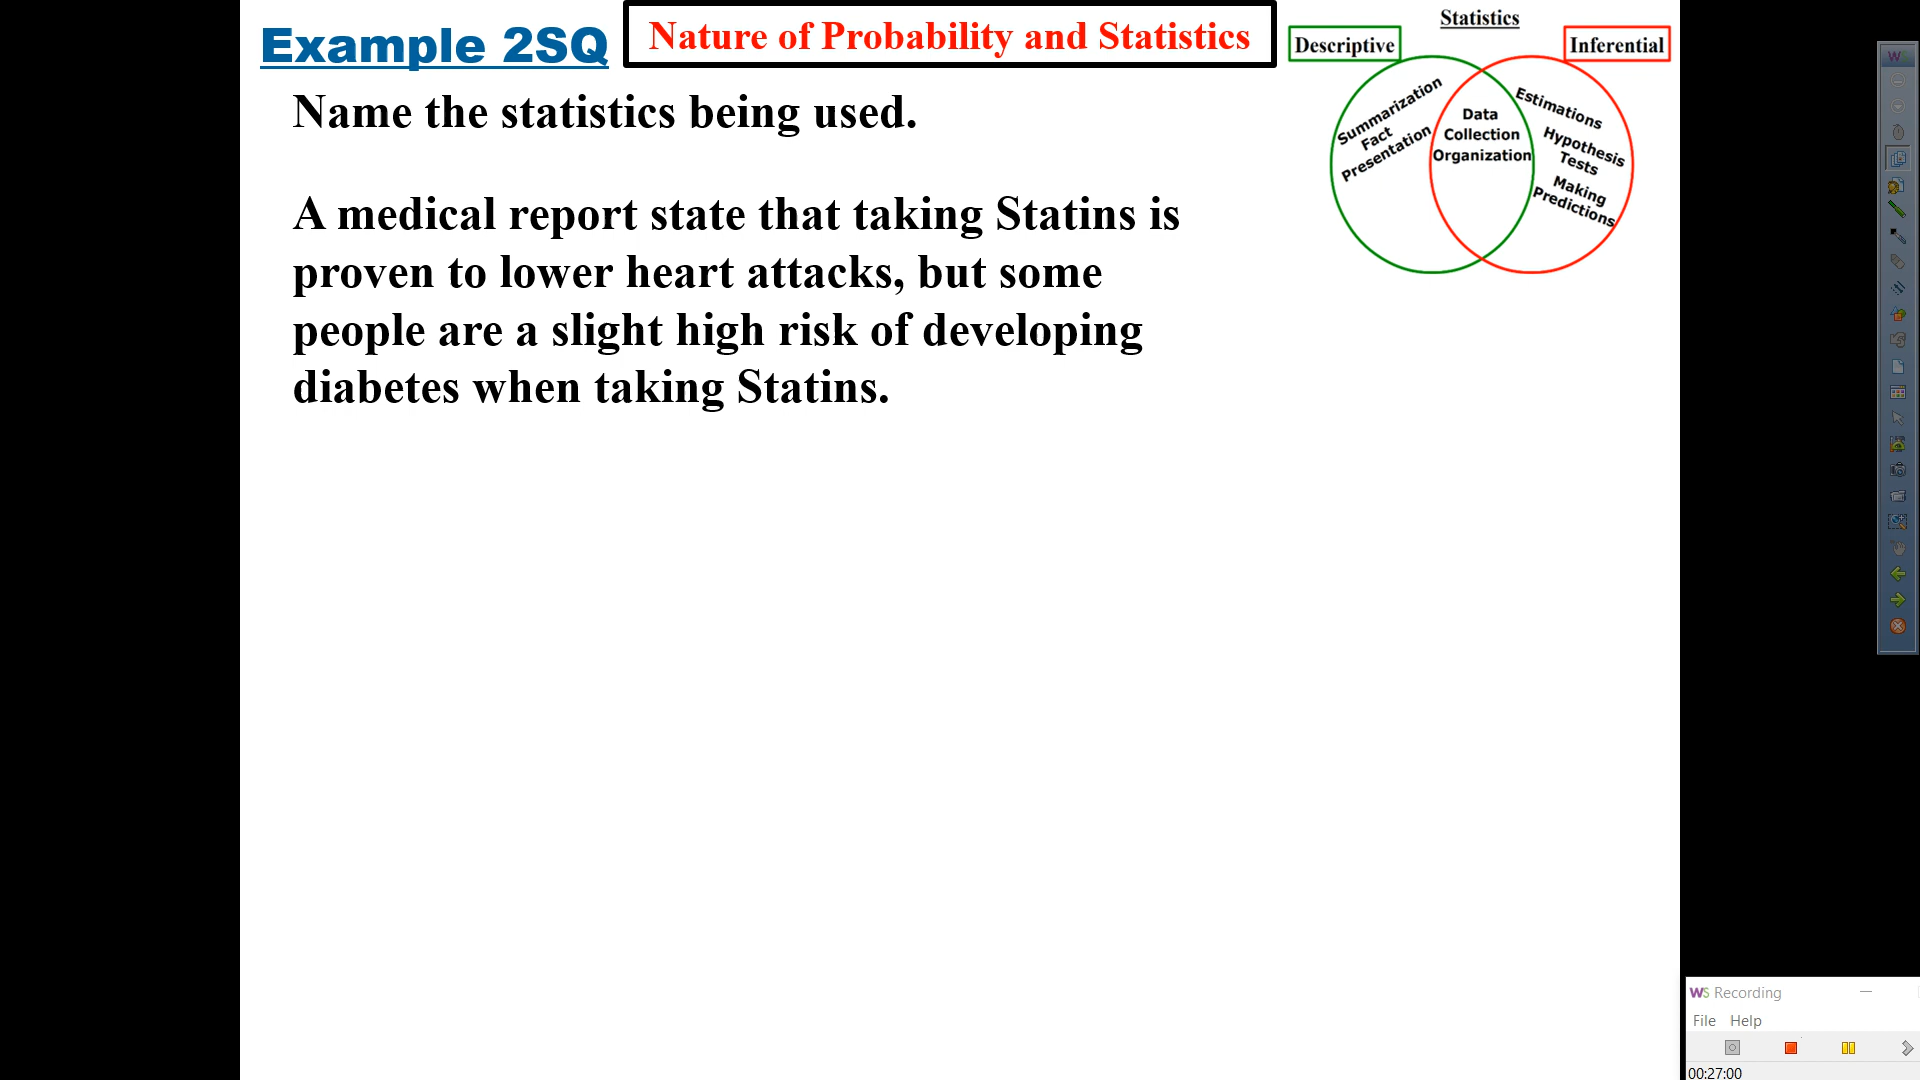 Example 2SQ
Nature of Probability and Statistics
Name the statistics being used.
A medical report state that taking Statins is
proven to lower heart attacks, but some
people are a slight high risk of developing
diabetes when taking Statins.
Statistics
Descriptive
Inferential
Summarization
Fact
Presentation
Data
Collection
Organization
Estimations
Hypothesis
Tests
Making
Predictions
WS Recording
File Help
00:27:00